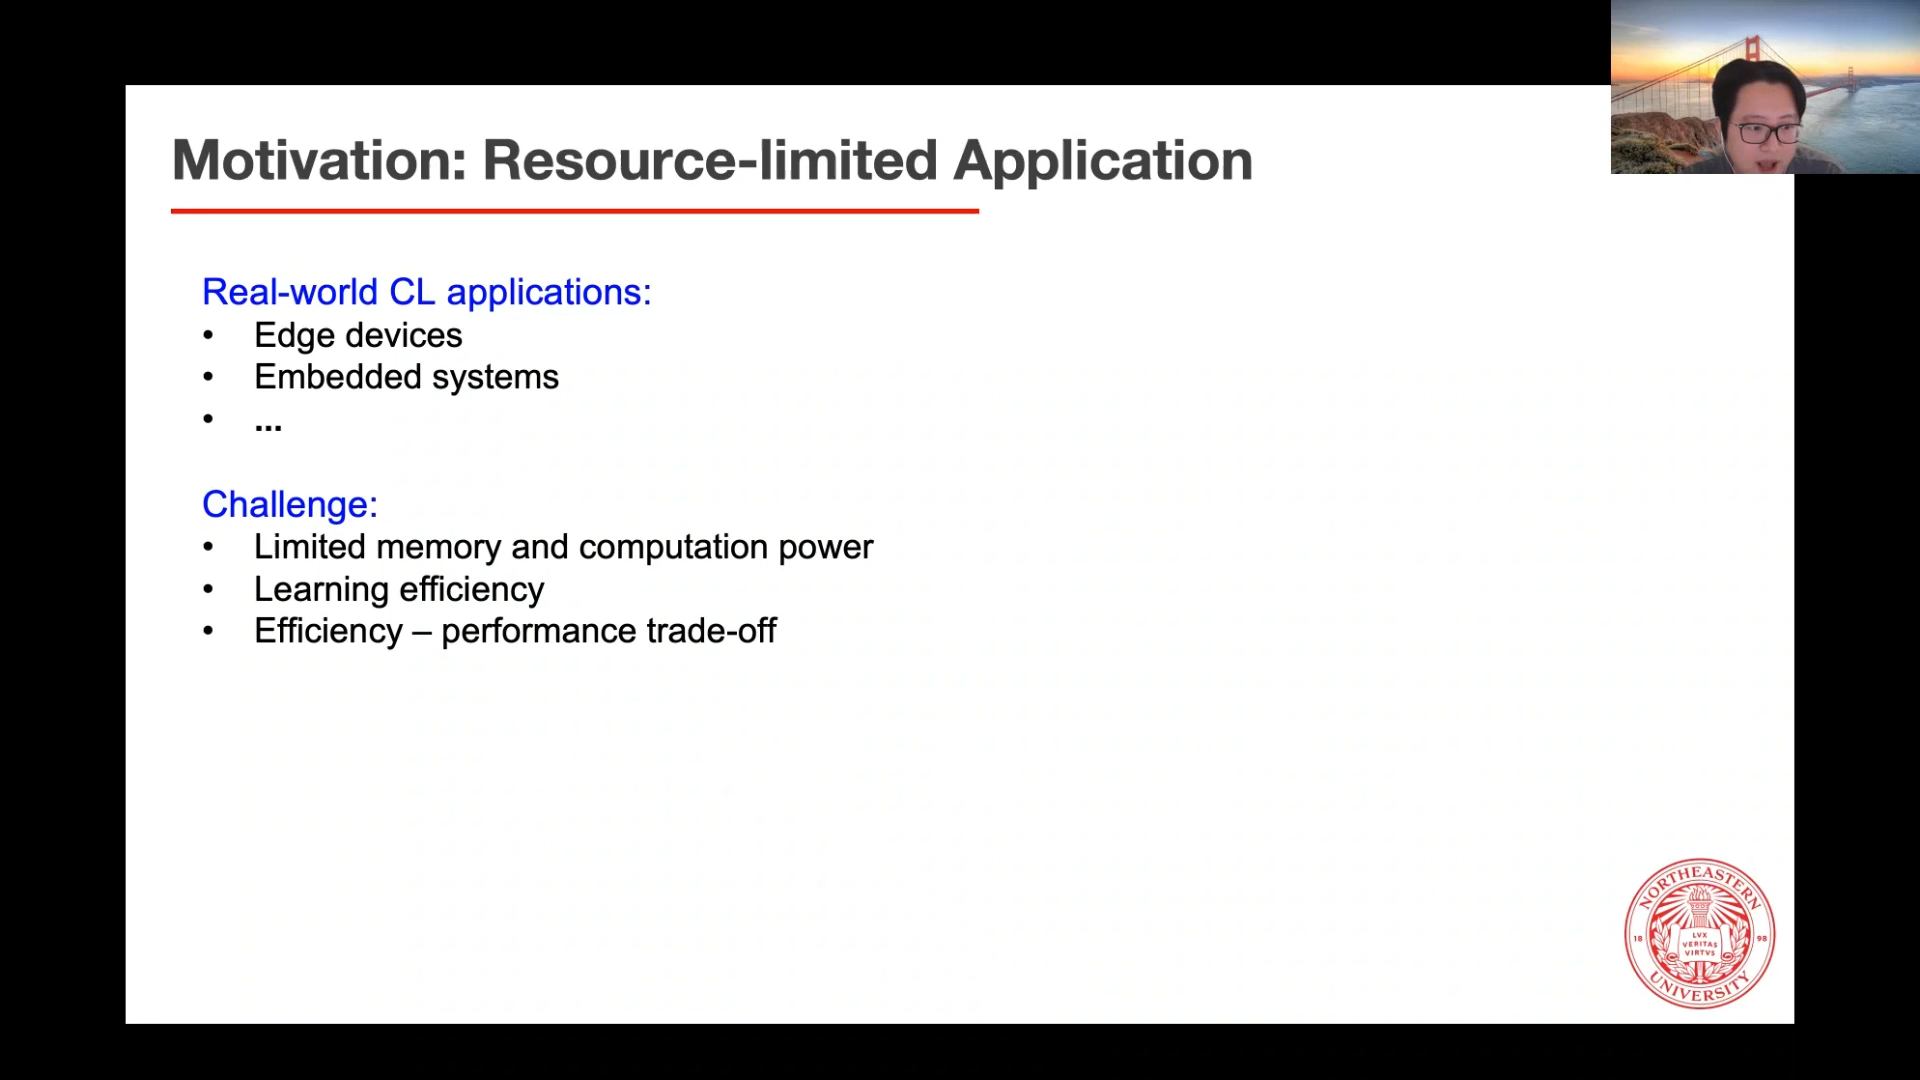 Motivation: Resource-limited Application
Real-world CL applications:
• Edge devices
• Embedded systems
• ...
Challenge:
• Limited memory and computation power
• Learning efficiency
• Efficiency – performance trade-off
NORTHEASTERN
18 98
LVX
VERITAS
VIRTVS
UNIVERSITY